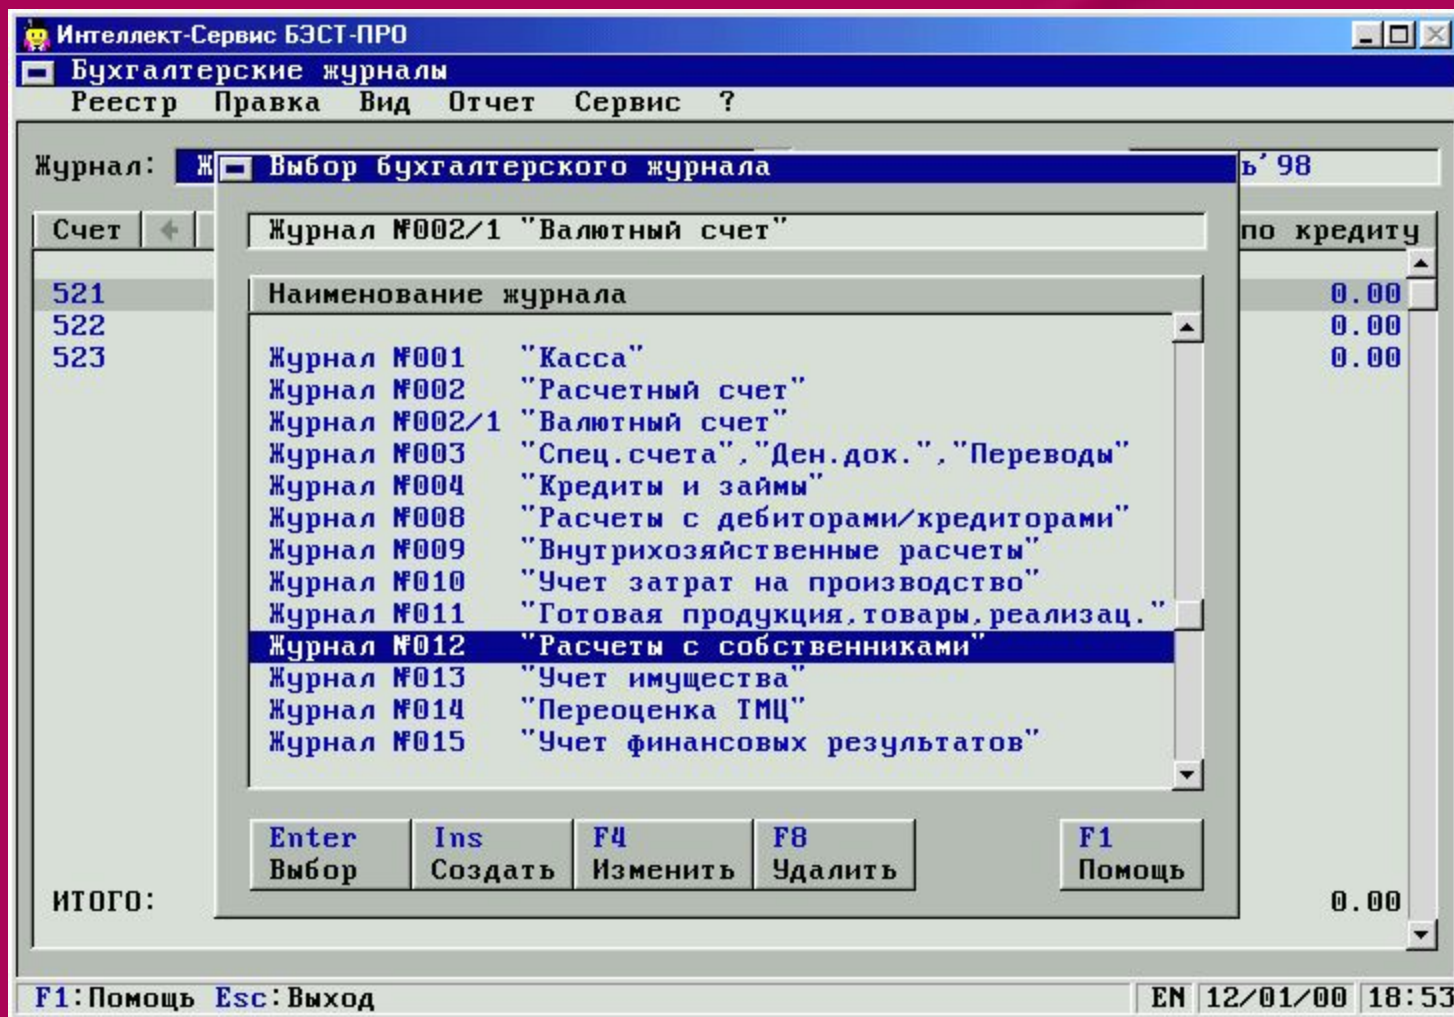 Интеллект-Сервис БЭСТ-ПРО
Бухгалтерские журналы
Реестр Правка Вид Отчет Сервис ?
Журнал: Ж ь'98
Выбор бухгалтерского журнала
Журнал №002/1 "Валютный счет"
Счет по кредиту
Наименование журнала
521 0.00
522 0.00
523 0.00
Журнал №001 "Касса"
Журнал №002 "Расчетный счет"
Журнал №002/1 "Валютный счет"
Журнал №003 "Спец.счета","Ден.док.","Переводы"
Журнал №004 "Кредиты и займы"
Журнал №008 "Расчеты с дебиторами/кредиторами"
Журнал №009 "Внутрихозяйственные расчеты"
Журнал №010 "Учет затрат на производство"
Журнал №011 "Готовая продукция,товары,реализац."
Журнал №012 "Расчеты с собственниками"
Журнал №013 "Учет имущества"
Журнал №014 "Переоценка ТМЦ"
Журнал №015 "Учет финансовых результатов"
Enter Ins F4 F8 F1
Выбор Создать Изменить Удалить Помощь
ИТОГО: 0.00
F1:Помощь Esc:Выход EN 12/01/00 18:53